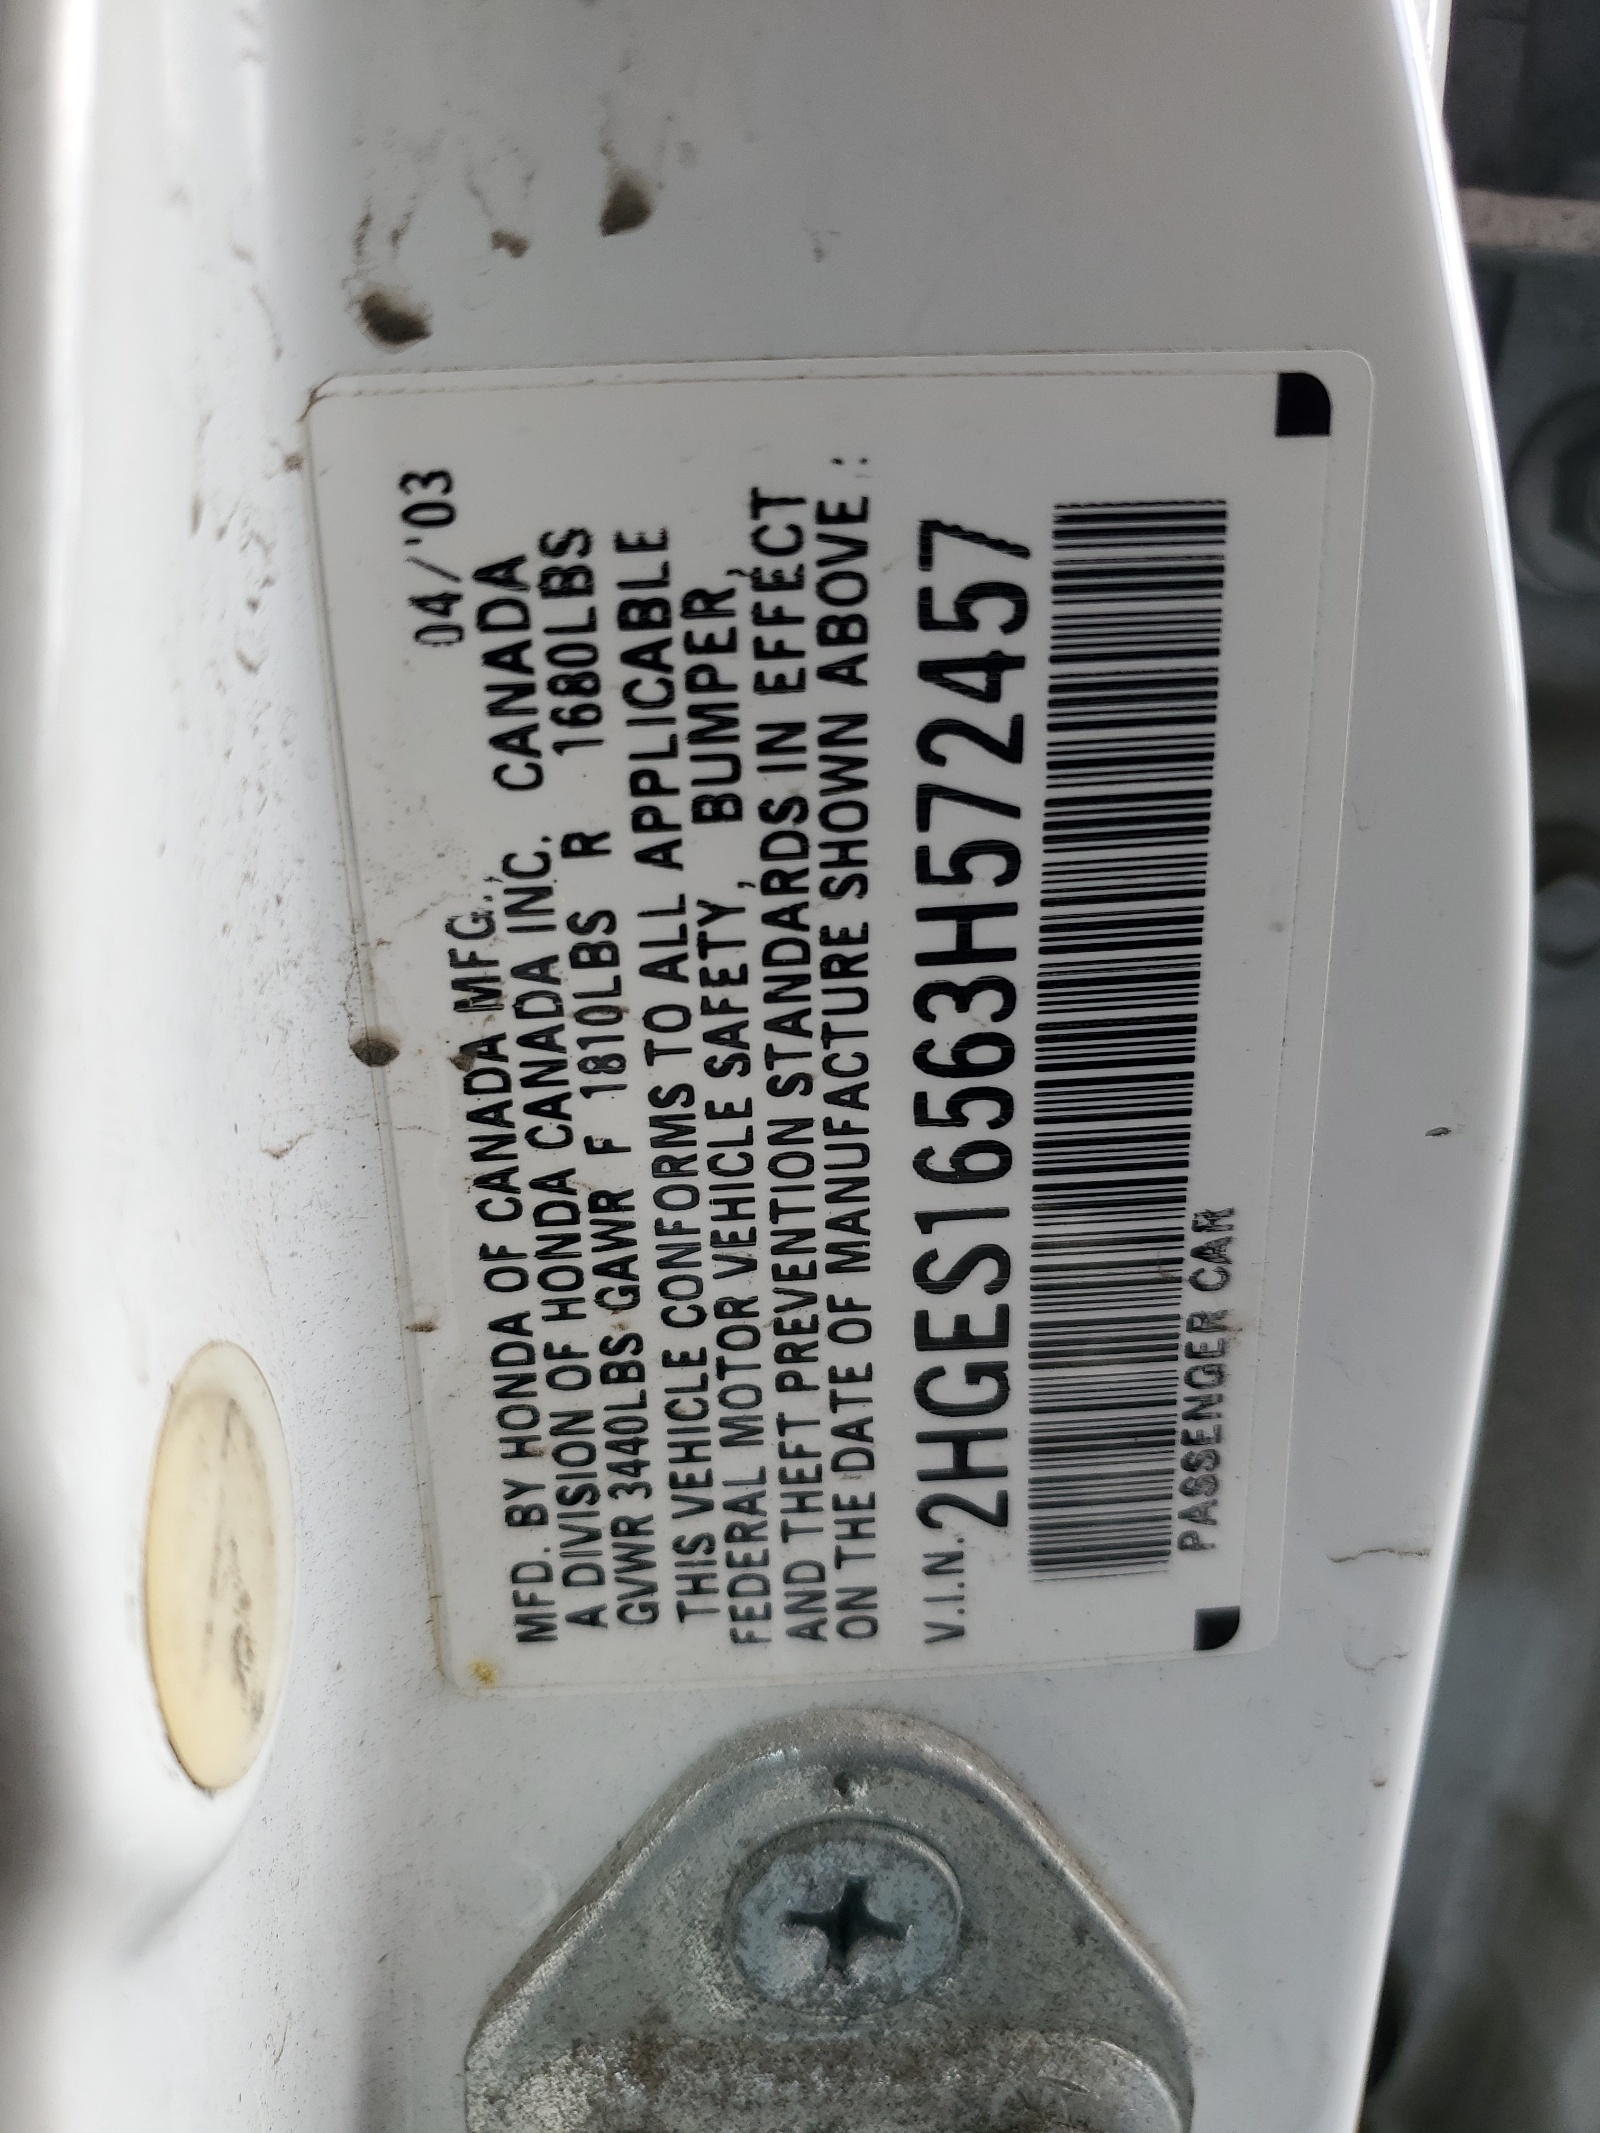 04/'03
MFD. BY HONDA OF CANADA MFG., CANADA
A DIVISION OF HONDA CANADA INC.
GVWR 3440LBS GAWR F 1810LBS R 1680LBS
THIS VEHICLE CONFORMS TO ALL APPLICABLE
FEDERAL MOTOR VEHICLE SAFETY, BUMPER,
AND THEFT PREVENTION STANDARDS IN EFFECT
ON THE DATE OF MANUFACTURE SHOWN ABOVE:
V.I.N. 2HGES16563H572457
PASSENGER CAR